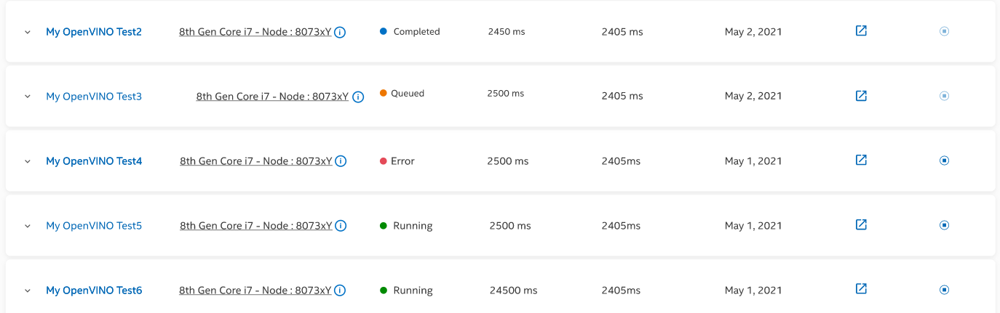 My OpenVINO Test2 8th Gen Core i7 - Node : 8073xY Completed 2450 ms 2405 ms May 2, 2021
My OpenVINO Test3 8th Gen Core i7 - Node : 8073xY Queued 2500 ms 2405 ms May 2, 2021
My OpenVINO Test4 8th Gen Core i7 - Node : 8073xY Error 2500 ms 2405ms May 1, 2021
My OpenVINO Test5 8th Gen Core i7 - Node : 8073xY Running 2500 ms 2405ms May 1, 2021
My OpenVINO Test6 8th Gen Core i7 - Node : 8073xY Running 24500 ms 2405ms May 1, 2021